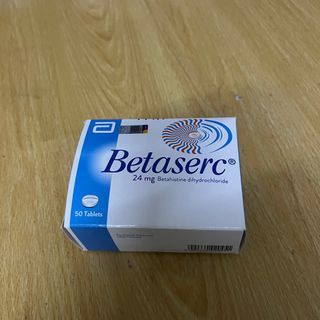 Betaserc®
24 mg Betahistine dihydrochloride
50 Tablets